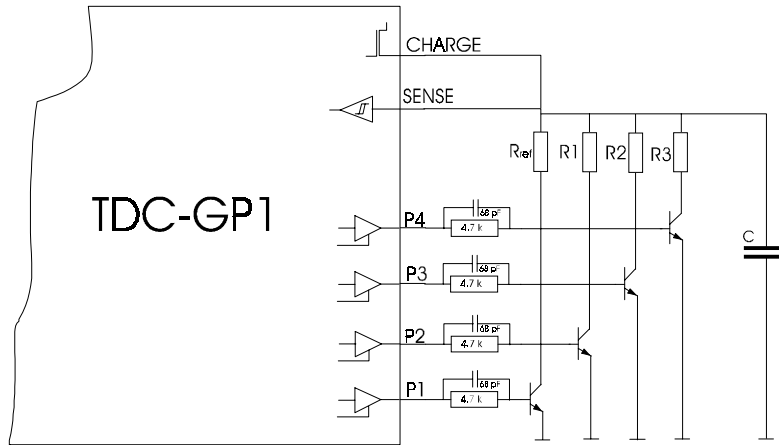 CHARGE
SENSE
Rref R1 R2 R3
TDC-GP1
P4 68 pF
4.7 k
C
P3 68 pF
4.7 k
P2 68 pF
4.7 k
P1 68 pF
4.7 k